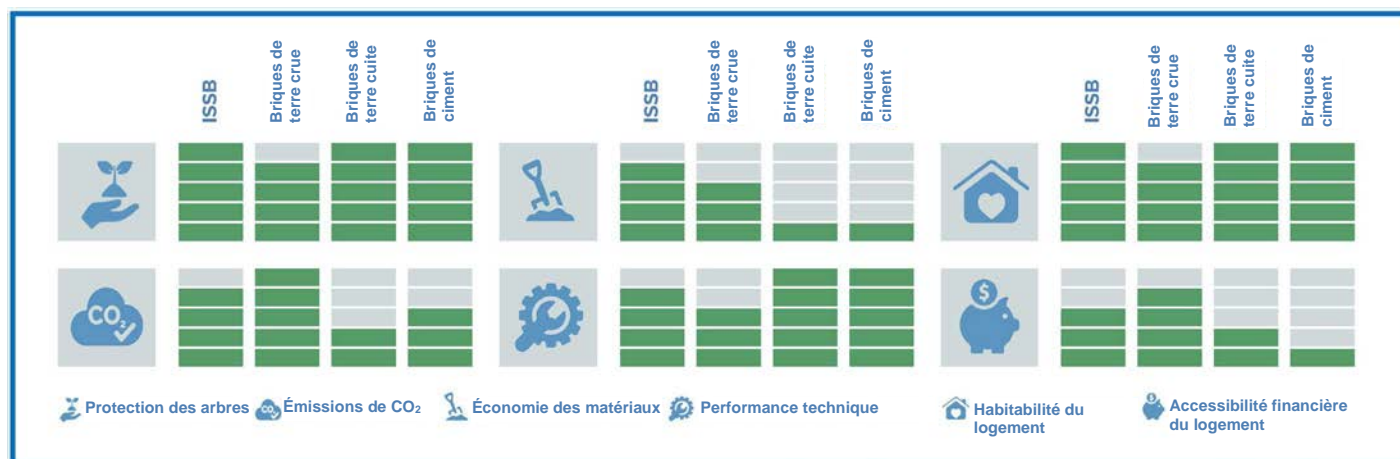 ISSB
Briques de
terre crue
Briques de
terre cuite
Briques de
ciment
ISSB
Briques de
terre crue
Briques de
terre cuite
Briques de
ciment
ISSB
Briques de
terre crue
Briques de
terre cuite
Briques de
ciment
CO₂
$
Protection des arbres
CO₂
Émissions de CO₂
Économie des matériaux
Performance technique
Habitabilité du
logement
$
Accessibilité financière
du logement